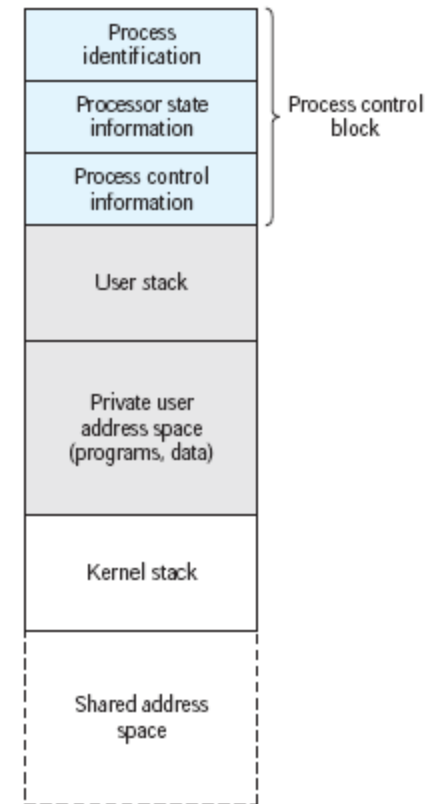 Process
identification
Processor state
information
Process control
block
Process control
information
User stack
Private user
address space
(programs, data)
Kernel stack
Shared address
space